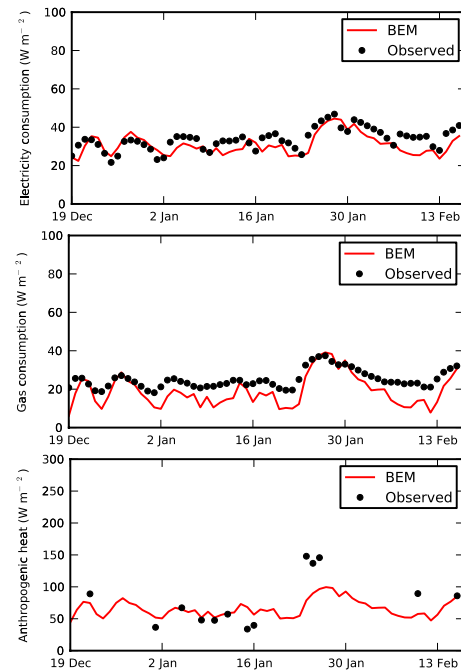 100
80
60
40
20
0
Electricity consumption (W m⁻²)
BEM
Observed
19 Dec 2 Jan 16 Jan 30 Jan 13 Feb
100
80
60
40
20
0
Gas consumption (W m⁻²)
BEM
Observed
19 Dec 2 Jan 16 Jan 30 Jan 13 Feb
300
250
200
150
100
50
0
Anthropogenic heat (W m⁻²)
BEM
Observed
19 Dec 2 Jan 16 Jan 30 Jan 13 Feb